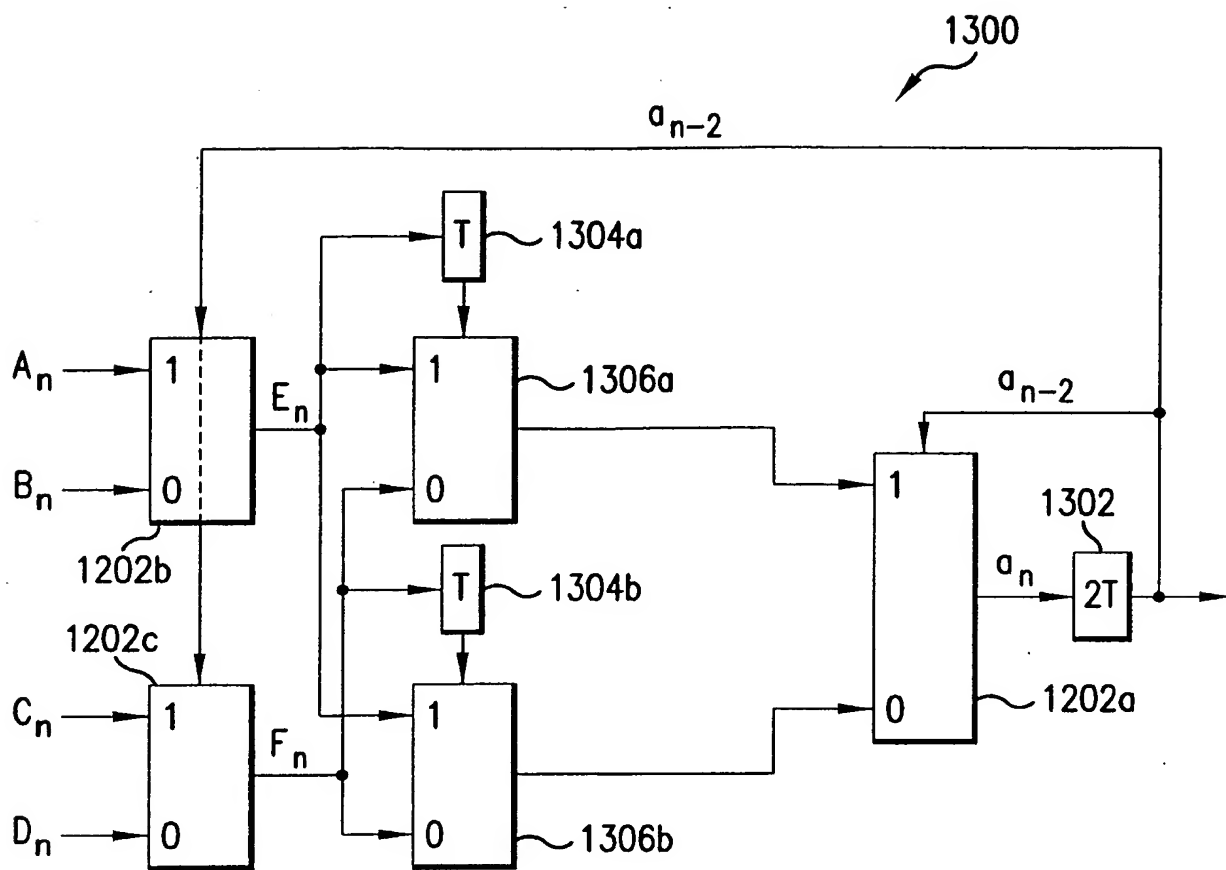 1300
a_{n-2}
T
1304a
A_n
1
B_n
0
1202b
E_n
1
0
1306a
a_{n-2}
1
0
1202a
1302
a_n
2T
T
1304b
1202c
C_n
1
D_n
0
F_n
1
0
1306b